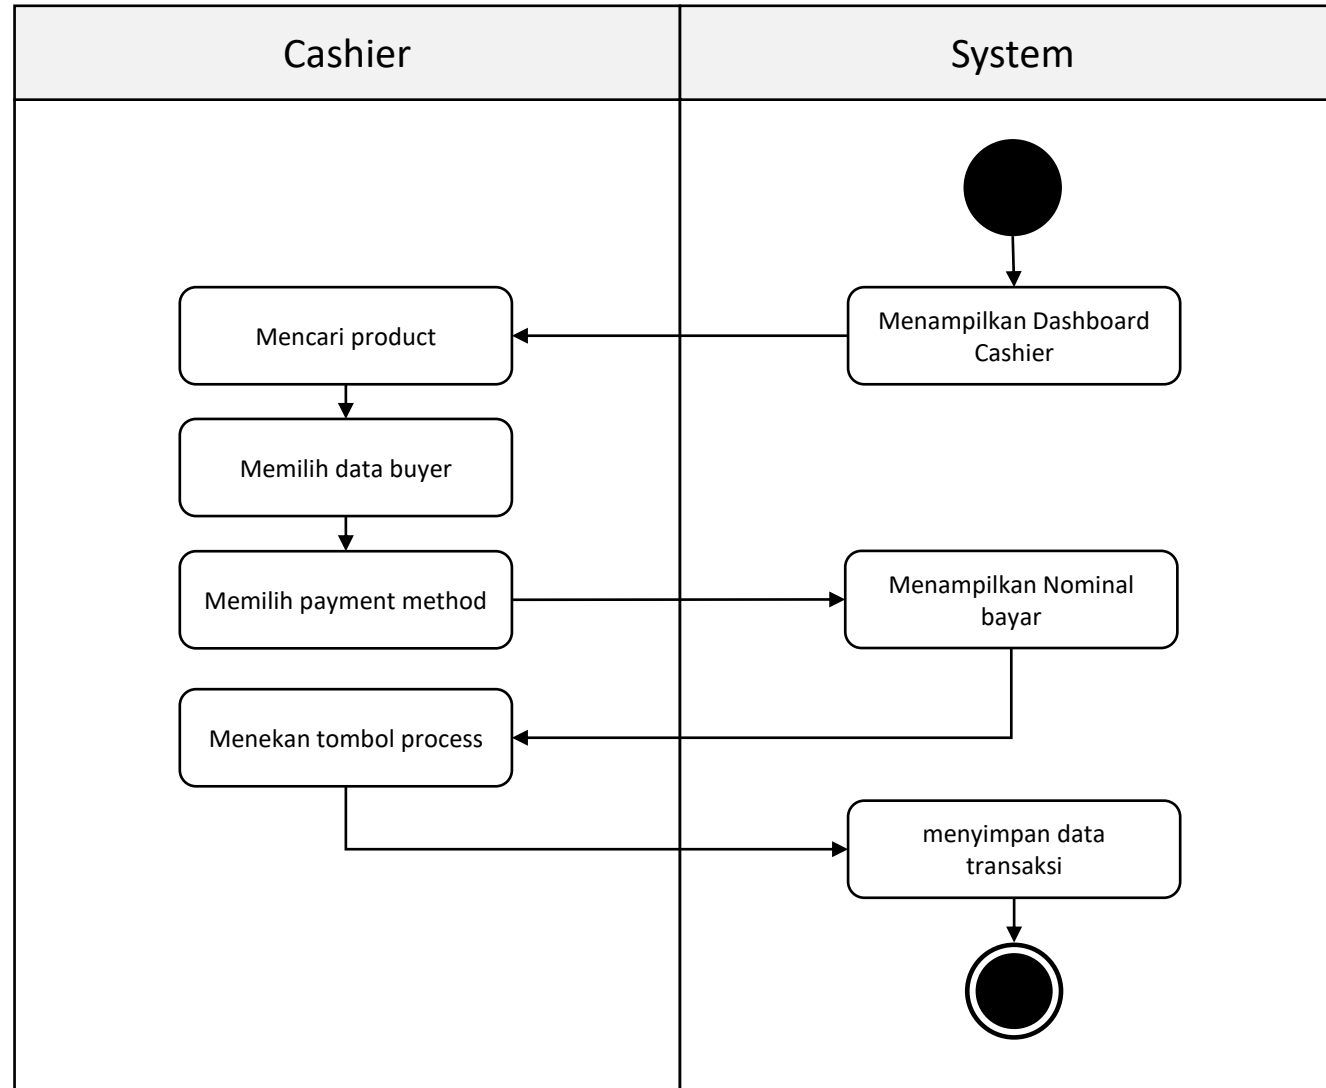 Cashier
System
Menampilkan Dashboard
Cashier
Mencari product
Memilih data buyer
Memilih payment method
Menampilkan Nominal
bayar
Menekan tombol process
menyimpan data
transaksi